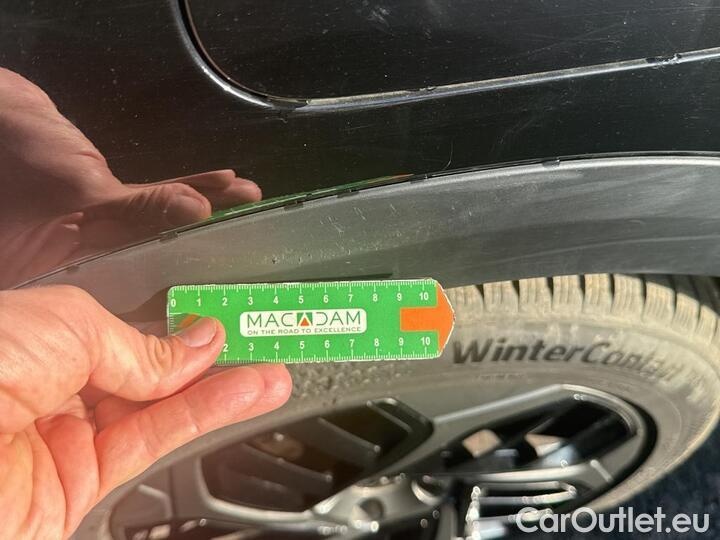 0 1 2 3 4 5 6 7 8 9 10
MACADAM
ON THE ROAD TO EXCELLENCE
2 3 4 5 6 7 8 9 10
WinterContact
CarOutlet.eu